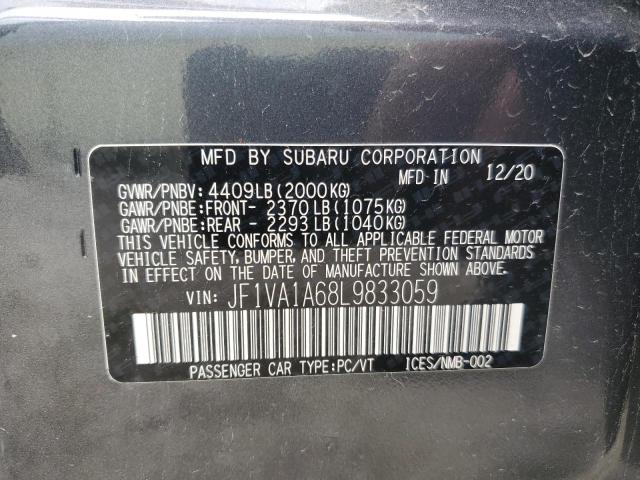 MFD BY SUBARU CORPORATION
MFD IN 12/20
GVWR/PNBV: 4409LB(2000KG)
GAWR/PNBE:FRONT- 2370LB(1075KG)
GAWR/PNBE:REAR - 2293LB(1040KG)
THIS VEHICLE CONFORMS TO ALL APPLICABLE FEDERAL MOTOR
VEHICLE SAFETY, BUMPER, AND THEFT PREVENTION STANDARDS
IN EFFECT ON THE DATE OF MANUFACTURE SHOWN ABOVE.
VIN: JF1VA1A68L9833059
PASSENGER CAR TYPE:PC/VT ICES/NMB-002